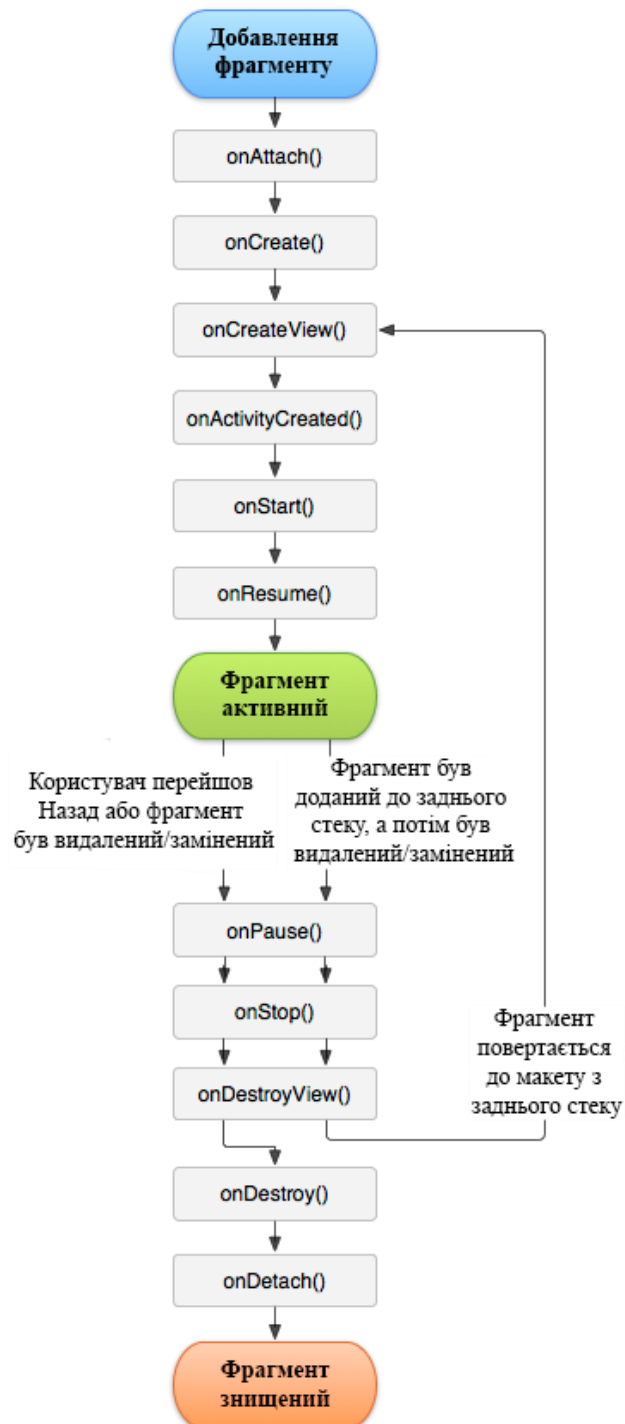 Добавлення
фрагменту
onAttach()
onCreate()
onCreateView()
onActivityCreated()
onStart()
onResume()
Фрагмент
активний
Користувач перейшов
Назад або фрагмент
був видалений/замінений
Фрагмент був
доданий до заднього
стеку, а потім був
видалений/замінений
onPause()
onStop()
onDestroyView()
Фрагмент
повертається
до макету з
заднього стеку
onDestroy()
onDetach()
Фрагмент
знищений